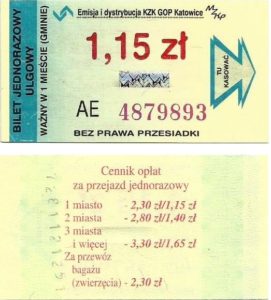 BILET JEDNORAZOWY
ULGOWY
WAŻNY W 1 MIEŚCIE (GMINIE)
Emisja i dystrybucja KZK GOP Katowice
1,15 zł
TU
KASOWAĆ
AE 4879893
BEZ PRAWA PRZESIADKI
Cennik opłat
za przejazd jednorazowy
1 miasto - 2,30 zł/1,15 zł
2 miasta - 2,80 zł/1,40 zł
3 miasta
i więcej - 3,30 zł/1,65 zł
Za przewóz
bagażu
(zwierzęcia) - 2,30 zł